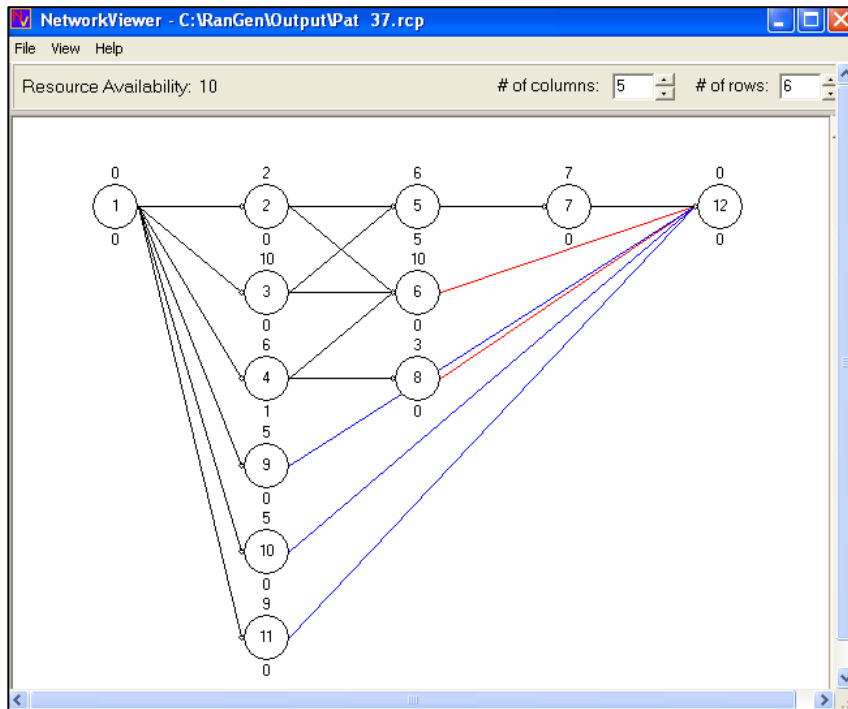 NetworkViewer - C:\RanGen\Output\Pat 37.rcp
File View Help
Resource Availability: 10 # of columns: 5 # of rows: 6
0 2 6 7 0
1 2 5 7 12
0 0 5 0 0
10 10
3 6
0 0
6 3
4 8
1 0
5
9
0
5
10
0
9
11
0